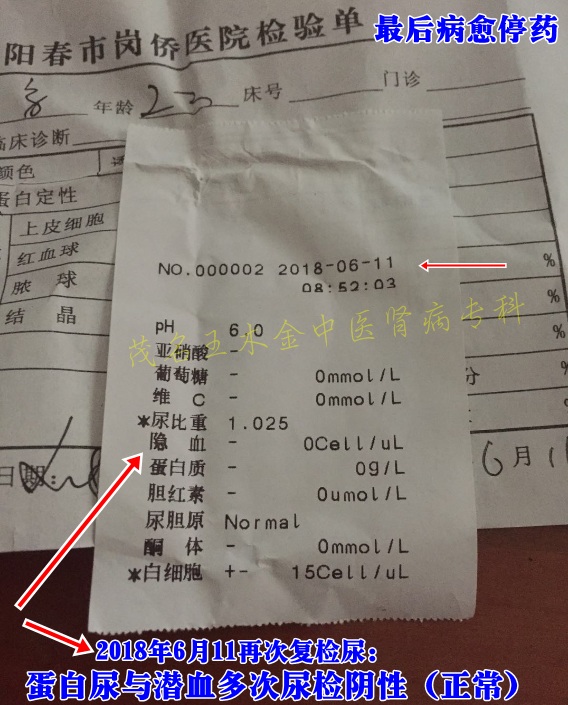 最后病愈停药
阳春市岗侨医院检验单
年龄 床号 门诊
临床诊断
颜色
蛋白定性
上皮细胞
红血球
脓 球
结 晶
%
%
%
分 %
NO.000002 2018-06-11
08:52:03
pH 6.0
茂名王木金中医肾病专科
亚硝酸 -
葡萄糖 - 0mmol/L
维 C - 0mmol/L
*尿比重 1.025
隐 血 - 0Cell/uL
蛋白质 - 0g/L
胆红素 - 0umol/L
尿胆原 Normal
酮 体 - 0mmol/L
*白细胞 +- 15Cell/uL
日期: 6月11
2018年6月11再次复检尿:
蛋白尿与潜血多次尿检阴性（正常）